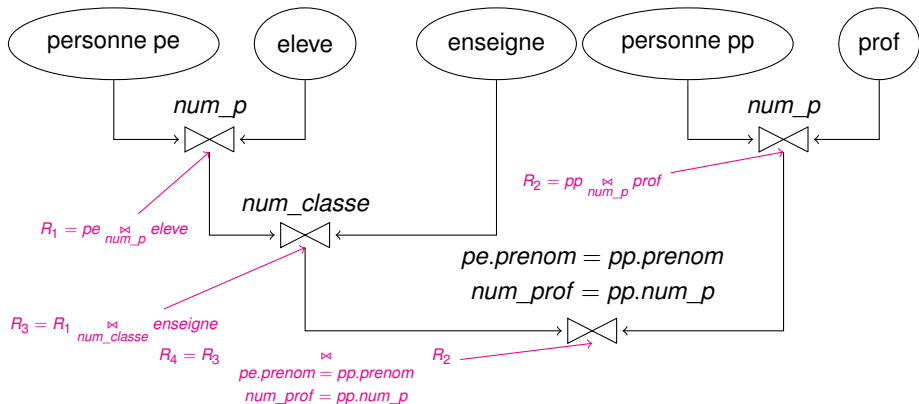 personne pe
eleve
enseigne
personne pp
prof
num_p
num_p
R₂ = pp ⋈ prof
num_p
num_classe
R₁ = pe ⋈ eleve
num_p
pe.prenom = pp.prenom
num_prof = pp.num_p
R₃ = R₁ ⋈ enseigne
num_classe
R₄ = R₃ ⋈ R₂
pe.prenom = pp.prenom
num_prof = pp.num_p